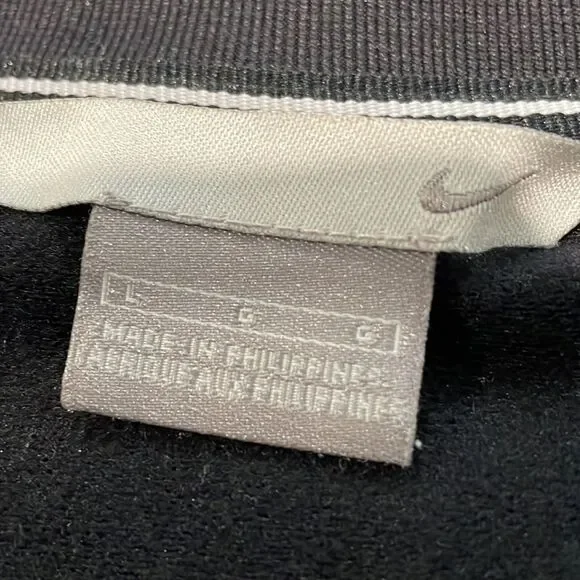 L G G
MADE IN PHILIPPINES
FABRIQUE AUX PHILIPPINES